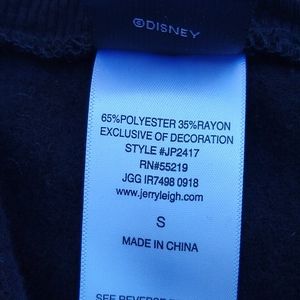 ©DISNEY
65%POLYESTER 35%RAYON
EXCLUSIVE OF DECORATION
STYLE #JP2417
RN#55219
JGG IR7498 0918
www.jerryleigh.com
S
MADE IN CHINA
SEE REVERSE